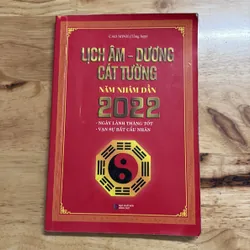 LỊCH ÂM - DƯƠNG
CÁT TƯỜNG
NĂM NHÂM DẦN
2022
NGÀY LÀNH THÁNG TỐT
VẠN SỰ BẤT CẦU NHÂN